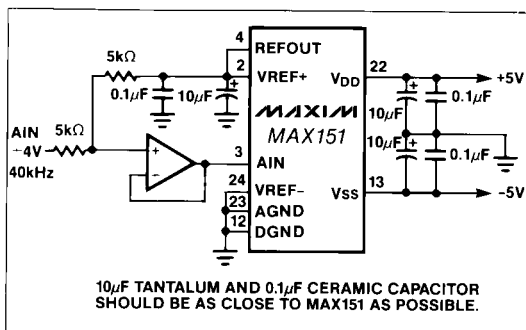 4
REFOUT
5kΩ
2
VREF+
VDD
22
+5V
0.1μF
10μF
0.1μF
10μF
MAXIM
MAX151
AIN
5kΩ
10μF
40kHz
3
AIN
0.1μF
24
VREF-
VSS
13
-5V
23
AGND
12
DGND
10μF TANTALUM AND 0.1μF CERAMIC CAPACITOR
SHOULD BE AS CLOSE TO MAX151 AS POSSIBLE.